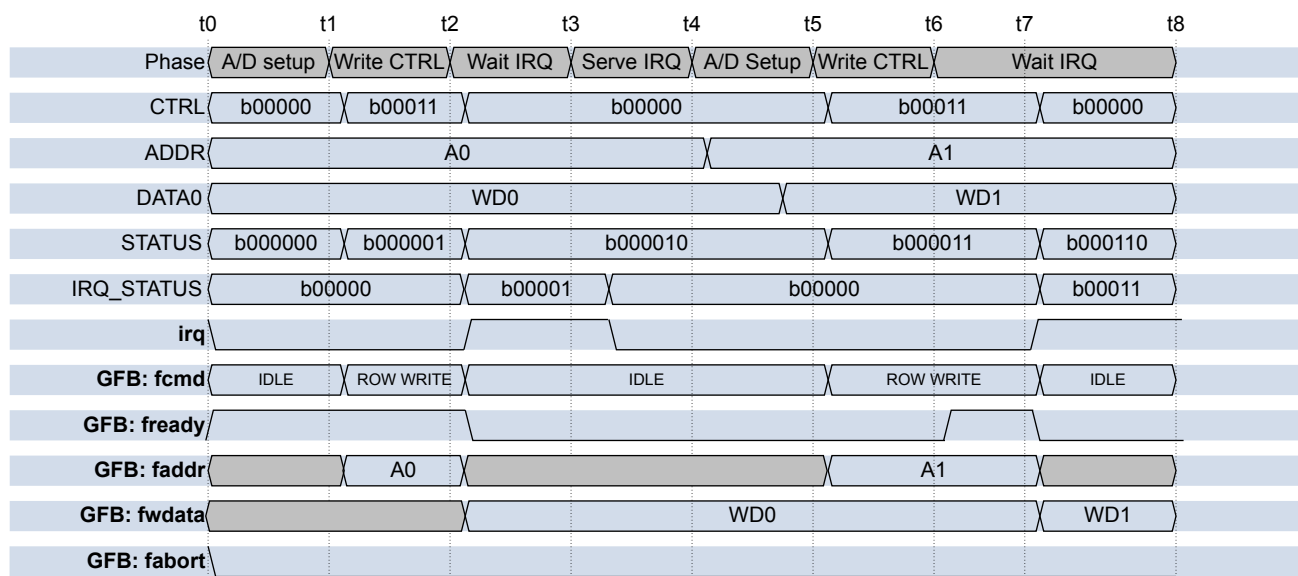 t0 t1 t2 t3 t4 t5 t6 t7 t8
Phase A/D setup Write CTRL Wait IRQ Serve IRQ A/D Setup Write CTRL Wait IRQ
CTRL b00000 b00011 b00000 b00011 b00000
ADDR A0 A1
DATA0 WD0 WD1
STATUS b000000 b000001 b000010 b000011 b000110
IRQ_STATUS b00000 b00001 b00000 b00011
irq
GFB: fcmd IDLE ROW WRITE IDLE ROW WRITE IDLE
GFB: fready
GFB: faddr A0 A1
GFB: fwdata WD0 WD1
GFB: fabort